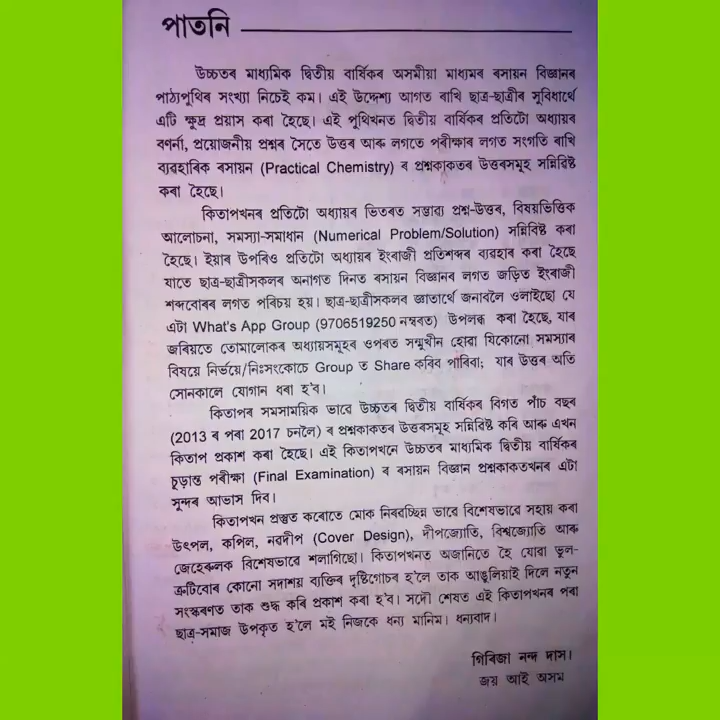 পাতনি
উচ্চতৰ মাধ্যমিক দ্বিতীয় বাৰ্ষিকৰ অসমীয়া মাধ্যমৰ ৰসায়ন বিজ্ঞানৰ
পাঠ্যপুথিৰ সংখ্যা নিচেই কম। এই উদ্দেশ্য আগত ৰাখি ছাত্ৰ-ছাত্ৰীৰ সুবিধাৰ্থে
এটি ক্ষুদ্ৰ প্ৰয়াস কৰা হৈছে। এই পুথিখনত দ্বিতীয় বাৰ্ষিকৰ প্ৰতিটো অধ্যায়ৰ
বৰ্ণনা, প্ৰয়োজনীয় প্ৰশ্নৰ সৈতে উত্তৰ আৰু লগতে পৰীক্ষাৰ লগত সংগতি ৰাখি
ব্যৱহাৰিক ৰসায়ন (Practical Chemistry) ৰ প্ৰশ্নকাকতৰ উত্তৰসমূহ সন্নিৱিষ্ট
কৰা হৈছে।
কিতাপখনৰ প্ৰতিটো অধ্যায়ৰ ভিতৰত সম্ভাব্য প্ৰশ্ন-উত্তৰ, বিষয়ভিত্তিক
আলোচনা, সমস্যা-সমাধান (Numerical Problem/Solution) সন্নিৱিষ্ট কৰা
হৈছে। ইয়াৰ উপৰিও প্ৰতিটো অধ্যায়ৰ ইংৰাজী প্ৰতিশব্দৰ ব্যৱহাৰ কৰা হৈছে
যাতে ছাত্ৰ-ছাত্ৰীসকলৰ অনাগত দিনত ৰসায়ন বিজ্ঞানৰ লগত জড়িত ইংৰাজী
শব্দবোৰৰ লগত পৰিচয় হয়। ছাত্ৰ-ছাত্ৰীসকলৰ জ্ঞাতাৰ্থে জনাবলৈ ওলাইছো যে
এটা What's App Group (9706519250 নম্বৰত) উপলব্ধ কৰা হৈছে, যাৰ
জৰিয়তে তোমালোকৰ অধ্যায়সমূহৰ ওপৰত সন্মুখীন হোৱা যিকোনো সমস্যাৰ
বিষয়ে নিৰ্ভয়ে/নিঃসংকোচে Group ত Share কৰিব পাৰিবা; যাৰ উত্তৰ অতি
সোনকালে যোগান ধৰা হ'ব।
কিতাপৰ সমসাময়িক ভাৱে উচ্চতৰ দ্বিতীয় বাৰ্ষিকৰ বিগত পাঁচ বছৰ
(2013 ৰ পৰা 2017 চনলৈ) ৰ প্ৰশ্নকাকতৰ উত্তৰসমূহ সন্নিৱিষ্ট কৰি আৰু এখন
কিতাপ প্ৰকাশ কৰা হৈছে। এই কিতাপখনে উচ্চতৰ মাধ্যমিক দ্বিতীয় বাৰ্ষিকৰ
চূড়ান্ত পৰীক্ষা (Final Examination) ৰ ৰসায়ন বিজ্ঞান প্ৰশ্নকাকতখনৰ এটা
সুন্দৰ আভাস দিব।
কিতাপখন প্ৰস্তুত কৰোতে মোক নিৰৱচ্ছিন্ন ভাৱে বিশেষভাৱে সহায় কৰা
উৎপল, কপিল, নৱদীপ (Cover Design), দীপজ্যোতি, বিশ্বজ্যোতি আৰু
জেহেৰুলক বিশেষভাৱে শলাগিছো। কিতাপখনত অজানিতে হৈ যোৱা ভুল-
ত্ৰুটিবোৰ কোনো সদাশয় ব্যক্তিৰ দৃষ্টিগোচৰ হ'লে তাক আঙুলিয়াই দিলে নতুন
সংস্কৰণত তাক শুদ্ধ কৰি প্ৰকাশ কৰা হ'ব। সদৌ শেষত এই কিতাপখনৰ পৰা
ছাত্ৰ-সমাজ উপকৃত হ'লে মই নিজকে ধন্য মানিম। ধন্যবাদ।
গিৰিজা নন্দ দাস।
জয় আই অসম